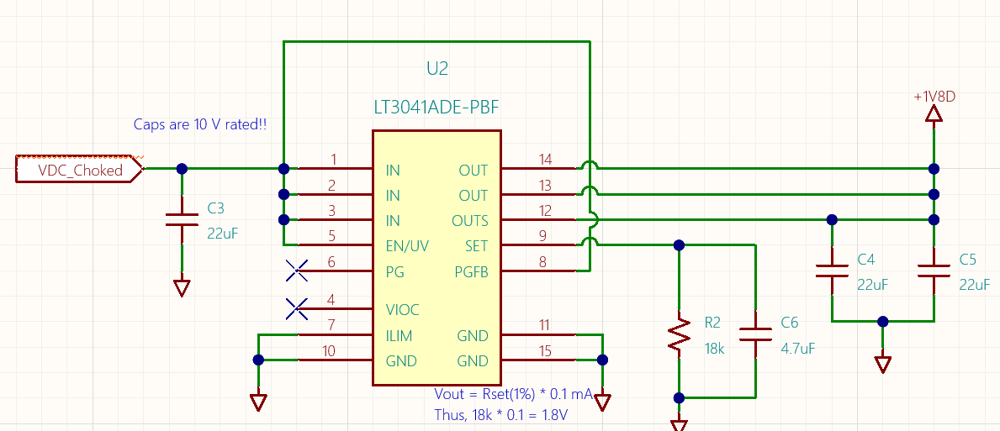 U2
LT3041ADE-PBF
+1V8D
Caps are 10 V rated!!
VDC_Choked
1 IN OUT 14
2 IN OUT 13
3 IN OUTS 12
5 EN/UV SET 9
6 PG PGFB 8
4 VIOC
7 ILIM GND 11
10 GND GND 15
C3
22uF
C4
22uF
C5
22uF
R2
18k
C6
4.7uF
Vout = Rset(1%) * 0.1 mA
Thus, 18k * 0.1 = 1.8V